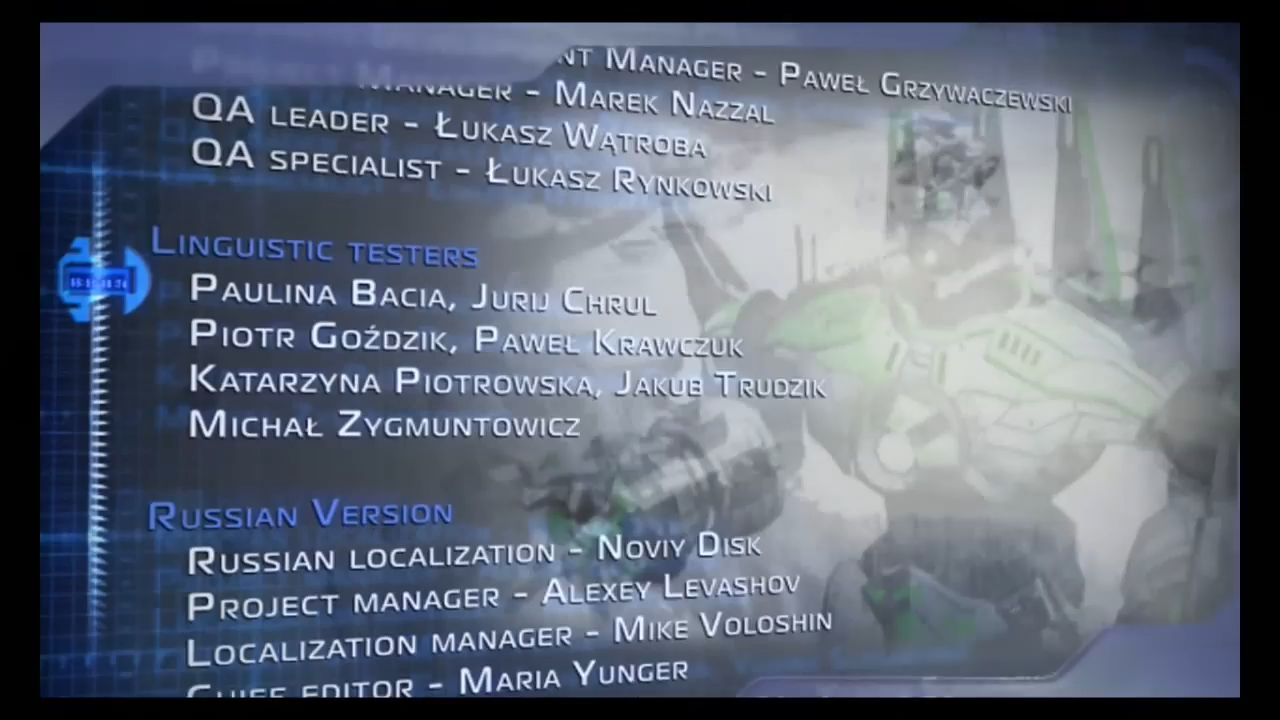 Manager - Paweł Grzywaczewski
Manager - Marek Nazzal
QA leader - Łukasz Wątroba
QA specialist - Łukasz Rynkowski
Linguistic testers
Paulina Bacia, Jurij Chrul
Piotr Goździk, Paweł Krawczuk
Katarzyna Piotrowska, Jakub Trudzik
Michał Zygmuntowicz
Russian Version
Russian localization - Noviy Disk
Project manager - Alexey Levashov
Localization manager - Mike Voloshin
Chief editor - Maria Yunger